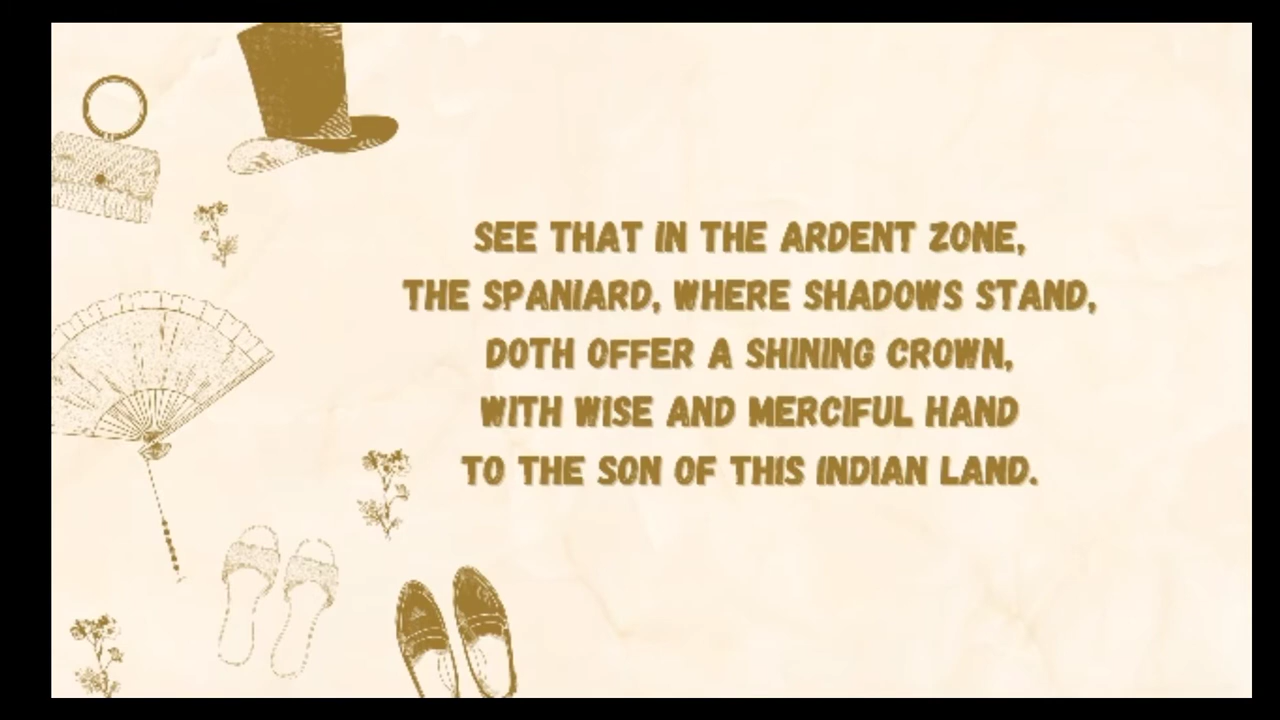 SEE THAT IN THE ARDENT ZONE,
THE SPANIARD, WHERE SHADOWS STAND,
DOTH OFFER A SHINING CROWN,
WITH WISE AND MERCIFUL HAND
TO THE SON OF THIS INDIAN LAND.